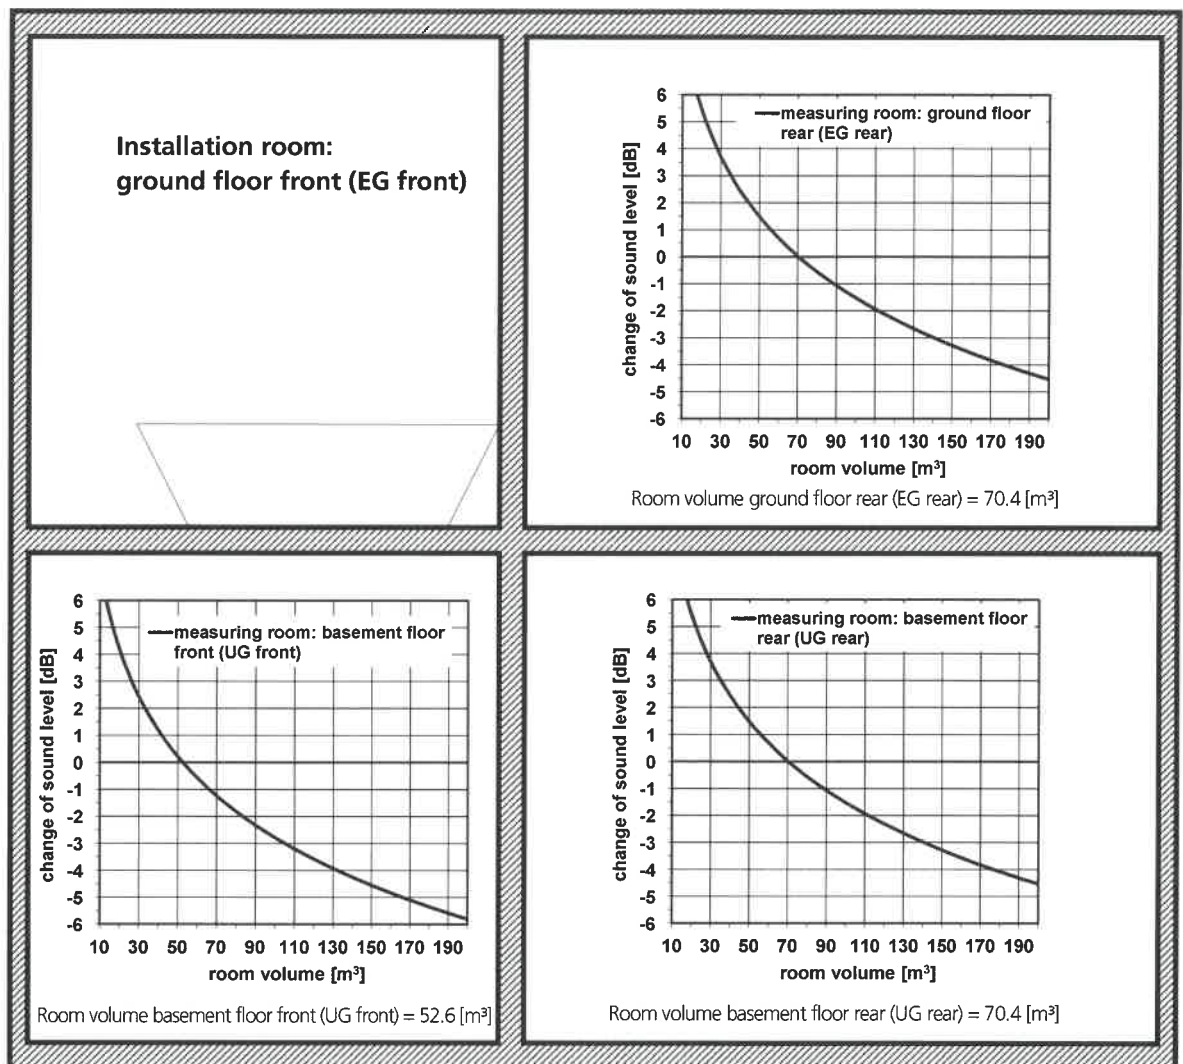 Installation room:
ground floor front (EG front)
measuring room: ground floor
rear (EG rear)
change of sound level [dB]
6
5
4
3
2
1
0
-1
-2
-3
-4
-5
-6
10 30 50 70 90 110 130 150 170 190
room volume [m³]
Room volume ground floor rear (EG rear) = 70.4 [m³]
measuring room: basement floor
front (UG front)
change of sound level [dB]
6
5
4
3
2
1
0
-1
-2
-3
-4
-5
-6
10 30 50 70 90 110 130 150 170 190
room volume [m³]
Room volume basement floor front (UG front) = 52.6 [m³]
measuring room: basement floor
rear (UG rear)
change of sound level [dB]
6
5
4
3
2
1
0
-1
-2
-3
-4
-5
-6
10 30 50 70 90 110 130 150 170 190
room volume [m³]
Room volume basement floor rear (UG rear) = 70.4 [m³]